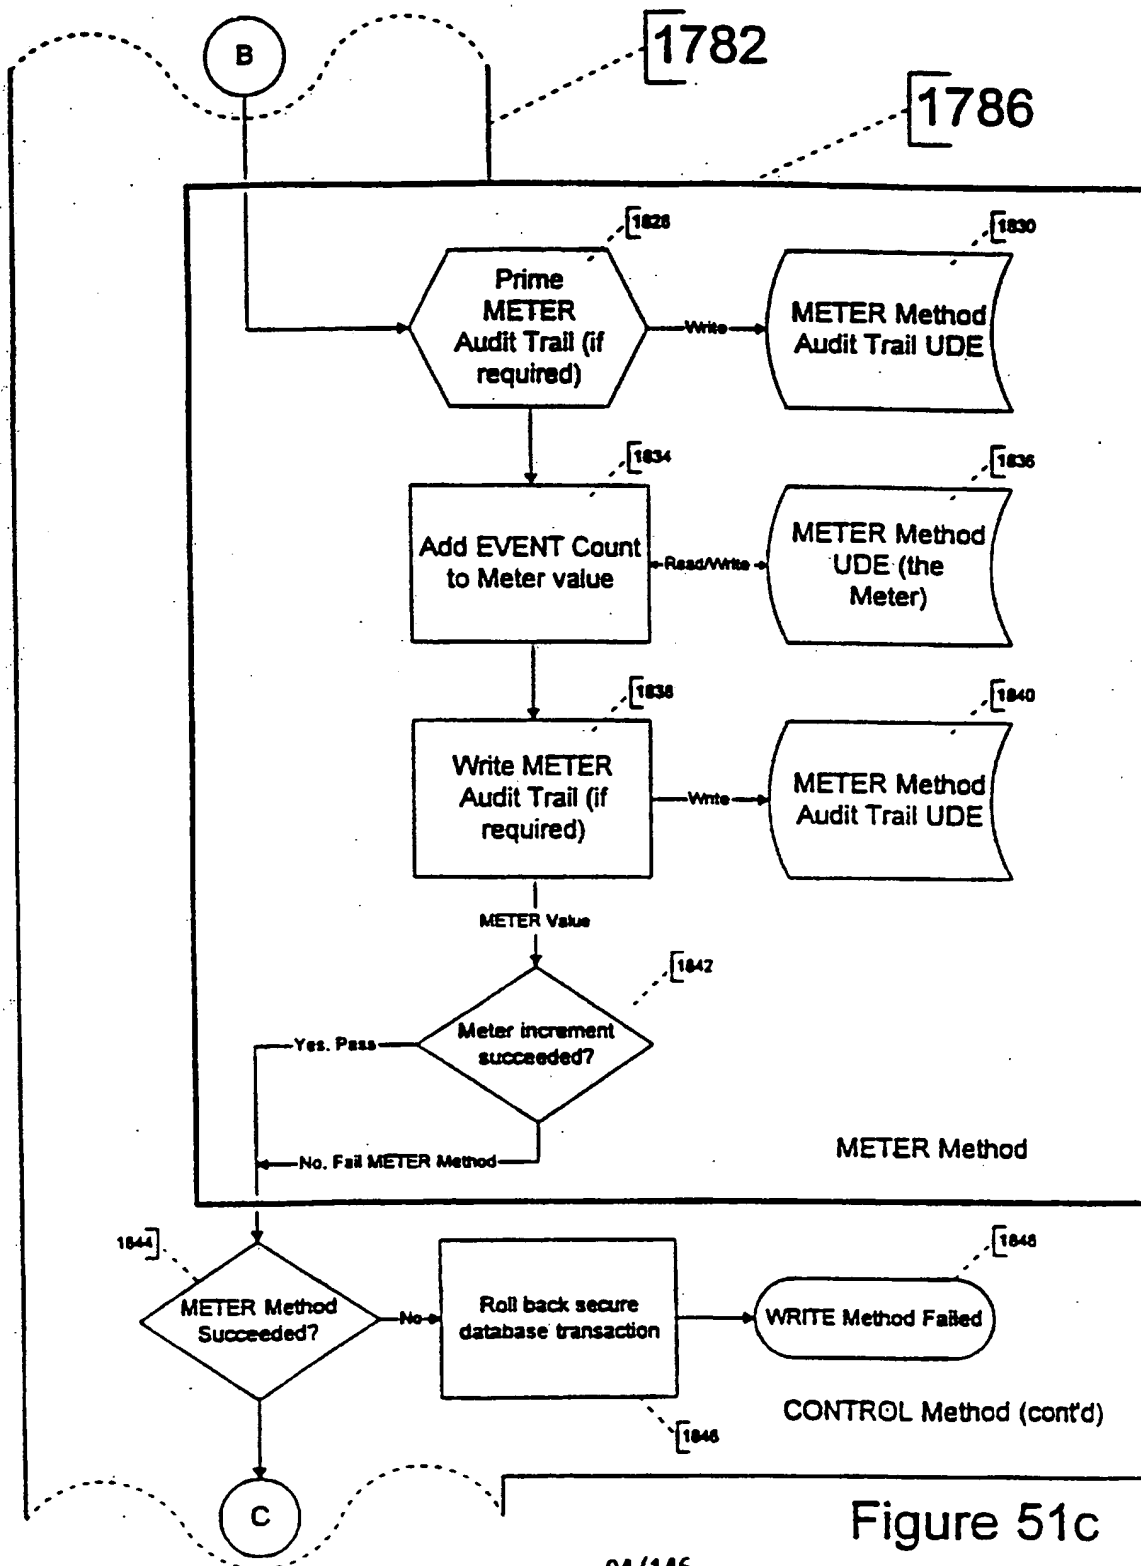 B
1782
1786
1828
1830
Prime
METER
Audit Trail (if
required)
Write
METER Method
Audit Trail UDE
1834
1836
Add EVENT Count
to Meter value
Read/Write
METER Method
UDE (the
Meter)
1838
1840
Write METER
Audit Trail (if
required)
Write
METER Method
Audit Trail UDE
METER Value
1842
Meter increment
succeeded?
Yes. Pass
No. Fail METER Method
METER Method
1844
1848
METER Method
Succeeded?
No
Roll back secure
database transaction
WRITE Method Failed
1846
CONTROL Method (cont'd)
C
Figure 51c
94/146